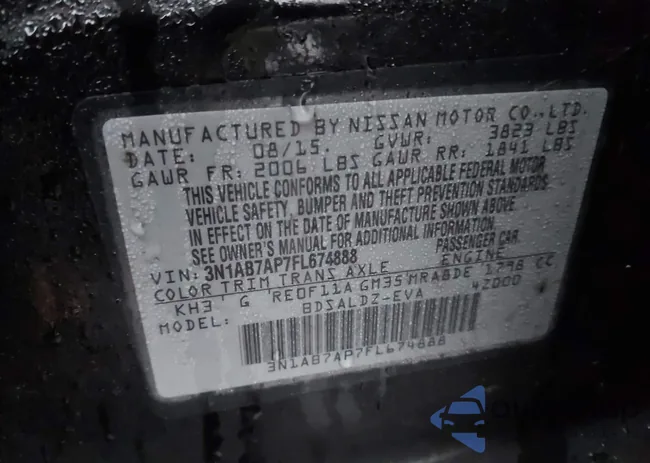 MANUFACTURED BY NISSAN MOTOR CO.,LTD.
DATE: 08/15. GVWR: 3823 LBS
GAWR FR: 2006 LBS GAWR RR: 1841 LBS
THIS VEHICLE CONFORMS TO ALL APPLICABLE FEDERAL MOTOR
VEHICLE SAFETY, BUMPER AND THEFT PREVENTION STANDARDS
IN EFFECT ON THE DATE OF MANUFACTURE SHOWN ABOVE
SEE OWNER'S MANUAL FOR ADDITIONAL INFORMATION.
VIN: 3N1AB7AP7FL674888 PASSENGER CAR
COLOR TRIM TRANS AXLE ENGINE
KH3 G RE0F11A GM35 MRA8DE 1798 CC
MODEL: BDSALDZ-EVA 4Z000
3N1AB7AP7FL674888